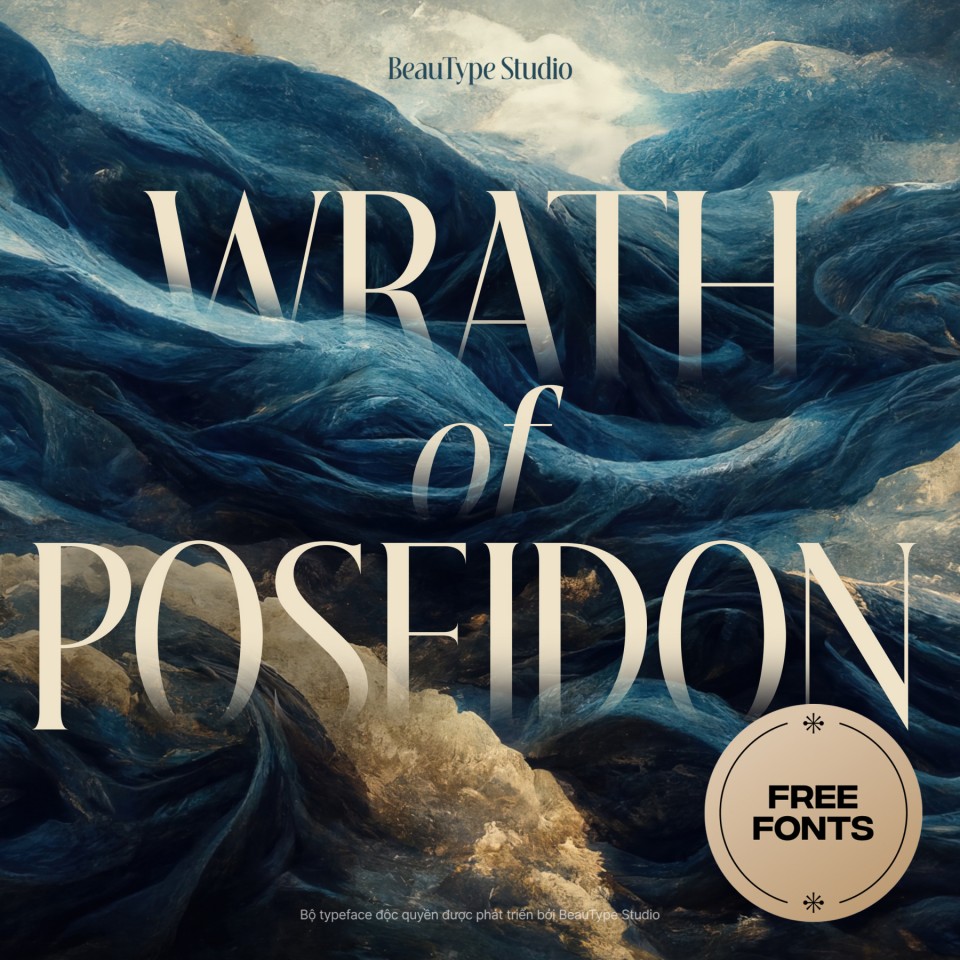 BeauType Studio
WRATH
of
POSEIDON
FREE
FONTS
Bộ typeface độc quyền được phát triển bởi BeauType Studio